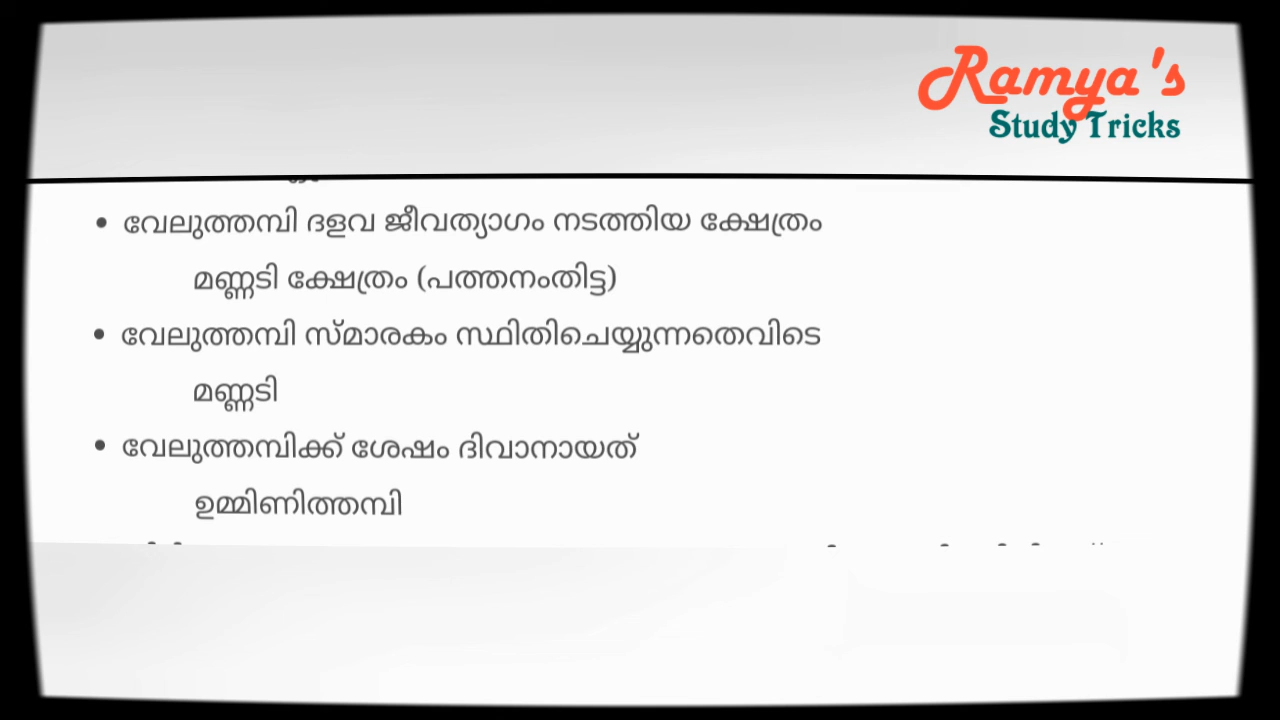 Ramya's
Study Tricks
• വേലുത്തമ്പി ദളവ ജീവത്യാഗം നടത്തിയ ക്ഷേത്രം
മണ്ണടി ക്ഷേത്രം (പത്തനംതിട്ട)
• വേലുത്തമ്പി സ്മാരകം സ്ഥിതിചെയ്യുന്നതെവിടെ
മണ്ണടി
• വേലുത്തമ്പിക്ക് ശേഷം ദിവാനായത്
ഉമ്മിണിത്തമ്പി